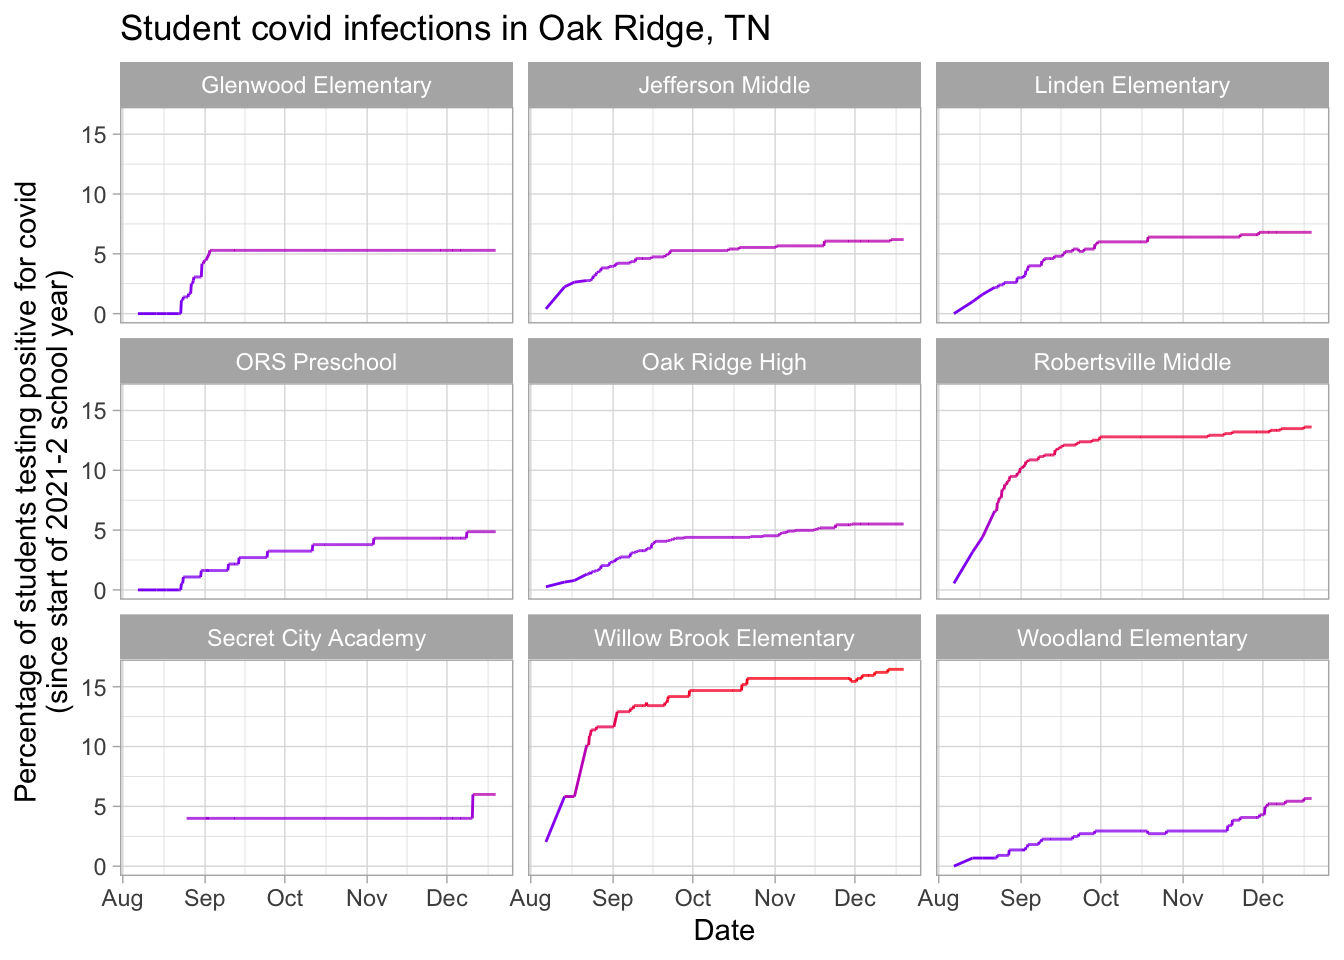 Student covid infections in Oak Ridge, TN
Percentage of students testing positive for covid
(since start of 2021-2 school year)
Glenwood Elementary
Jefferson Middle
Linden Elementary
15
10
5
0
ORS Preschool
Oak Ridge High
Robertsville Middle
15
10
5
0
Secret City Academy
Willow Brook Elementary
Woodland Elementary
15
10
5
0
Aug Sep Oct Nov Dec
Aug Sep Oct Nov Dec
Aug Sep Oct Nov Dec
Date